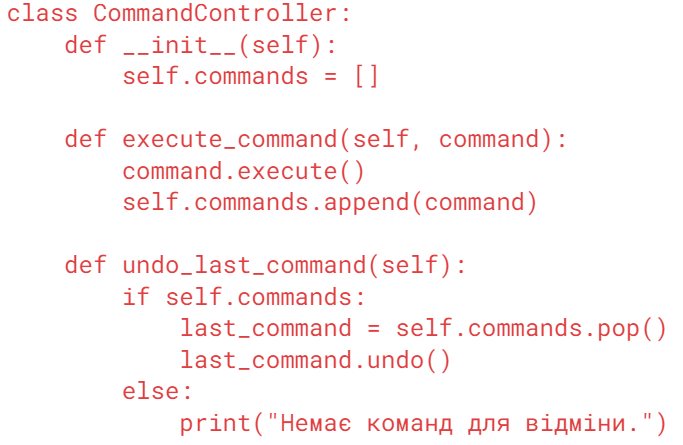 class CommandController:
    def __init__(self):
        self.commands = []

    def execute_command(self, command):
        command.execute()
        self.commands.append(command)

    def undo_last_command(self):
        if self.commands:
            last_command = self.commands.pop()
            last_command.undo()
        else:
            print("Немає команд для відміни.")